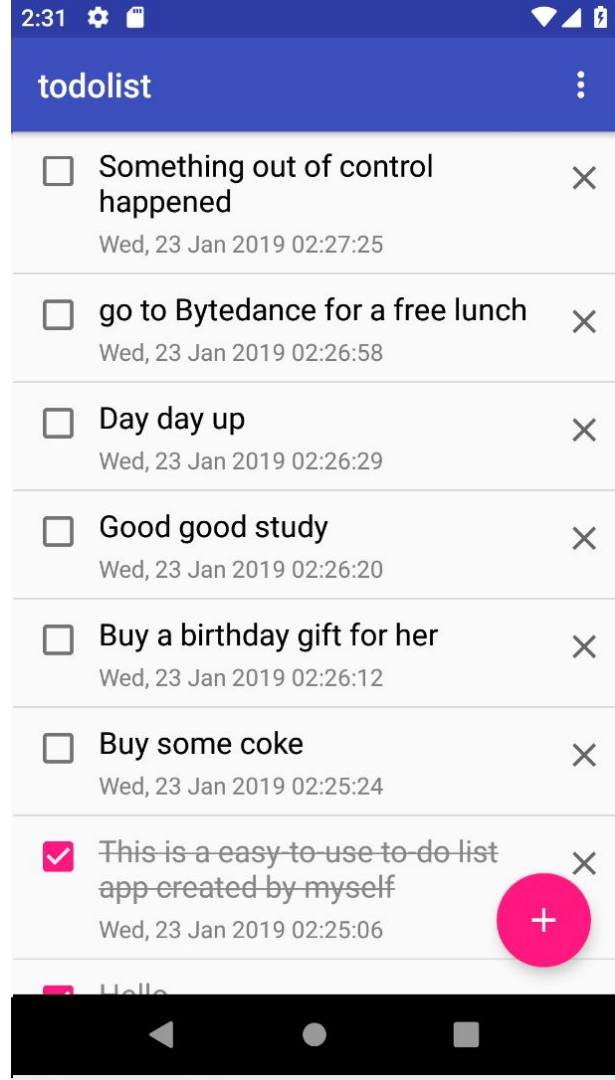 2:31
todolist
Something out of control
happened
Wed, 23 Jan 2019 02:27:25
go to Bytedance for a free lunch
Wed, 23 Jan 2019 02:26:58
Day day up
Wed, 23 Jan 2019 02:26:29
Good good study
Wed, 23 Jan 2019 02:26:20
Buy a birthday gift for her
Wed, 23 Jan 2019 02:26:12
Buy some coke
Wed, 23 Jan 2019 02:25:24
This is a easy-to-use to-do list
app created by myself
Wed, 23 Jan 2019 02:25:06
Hello